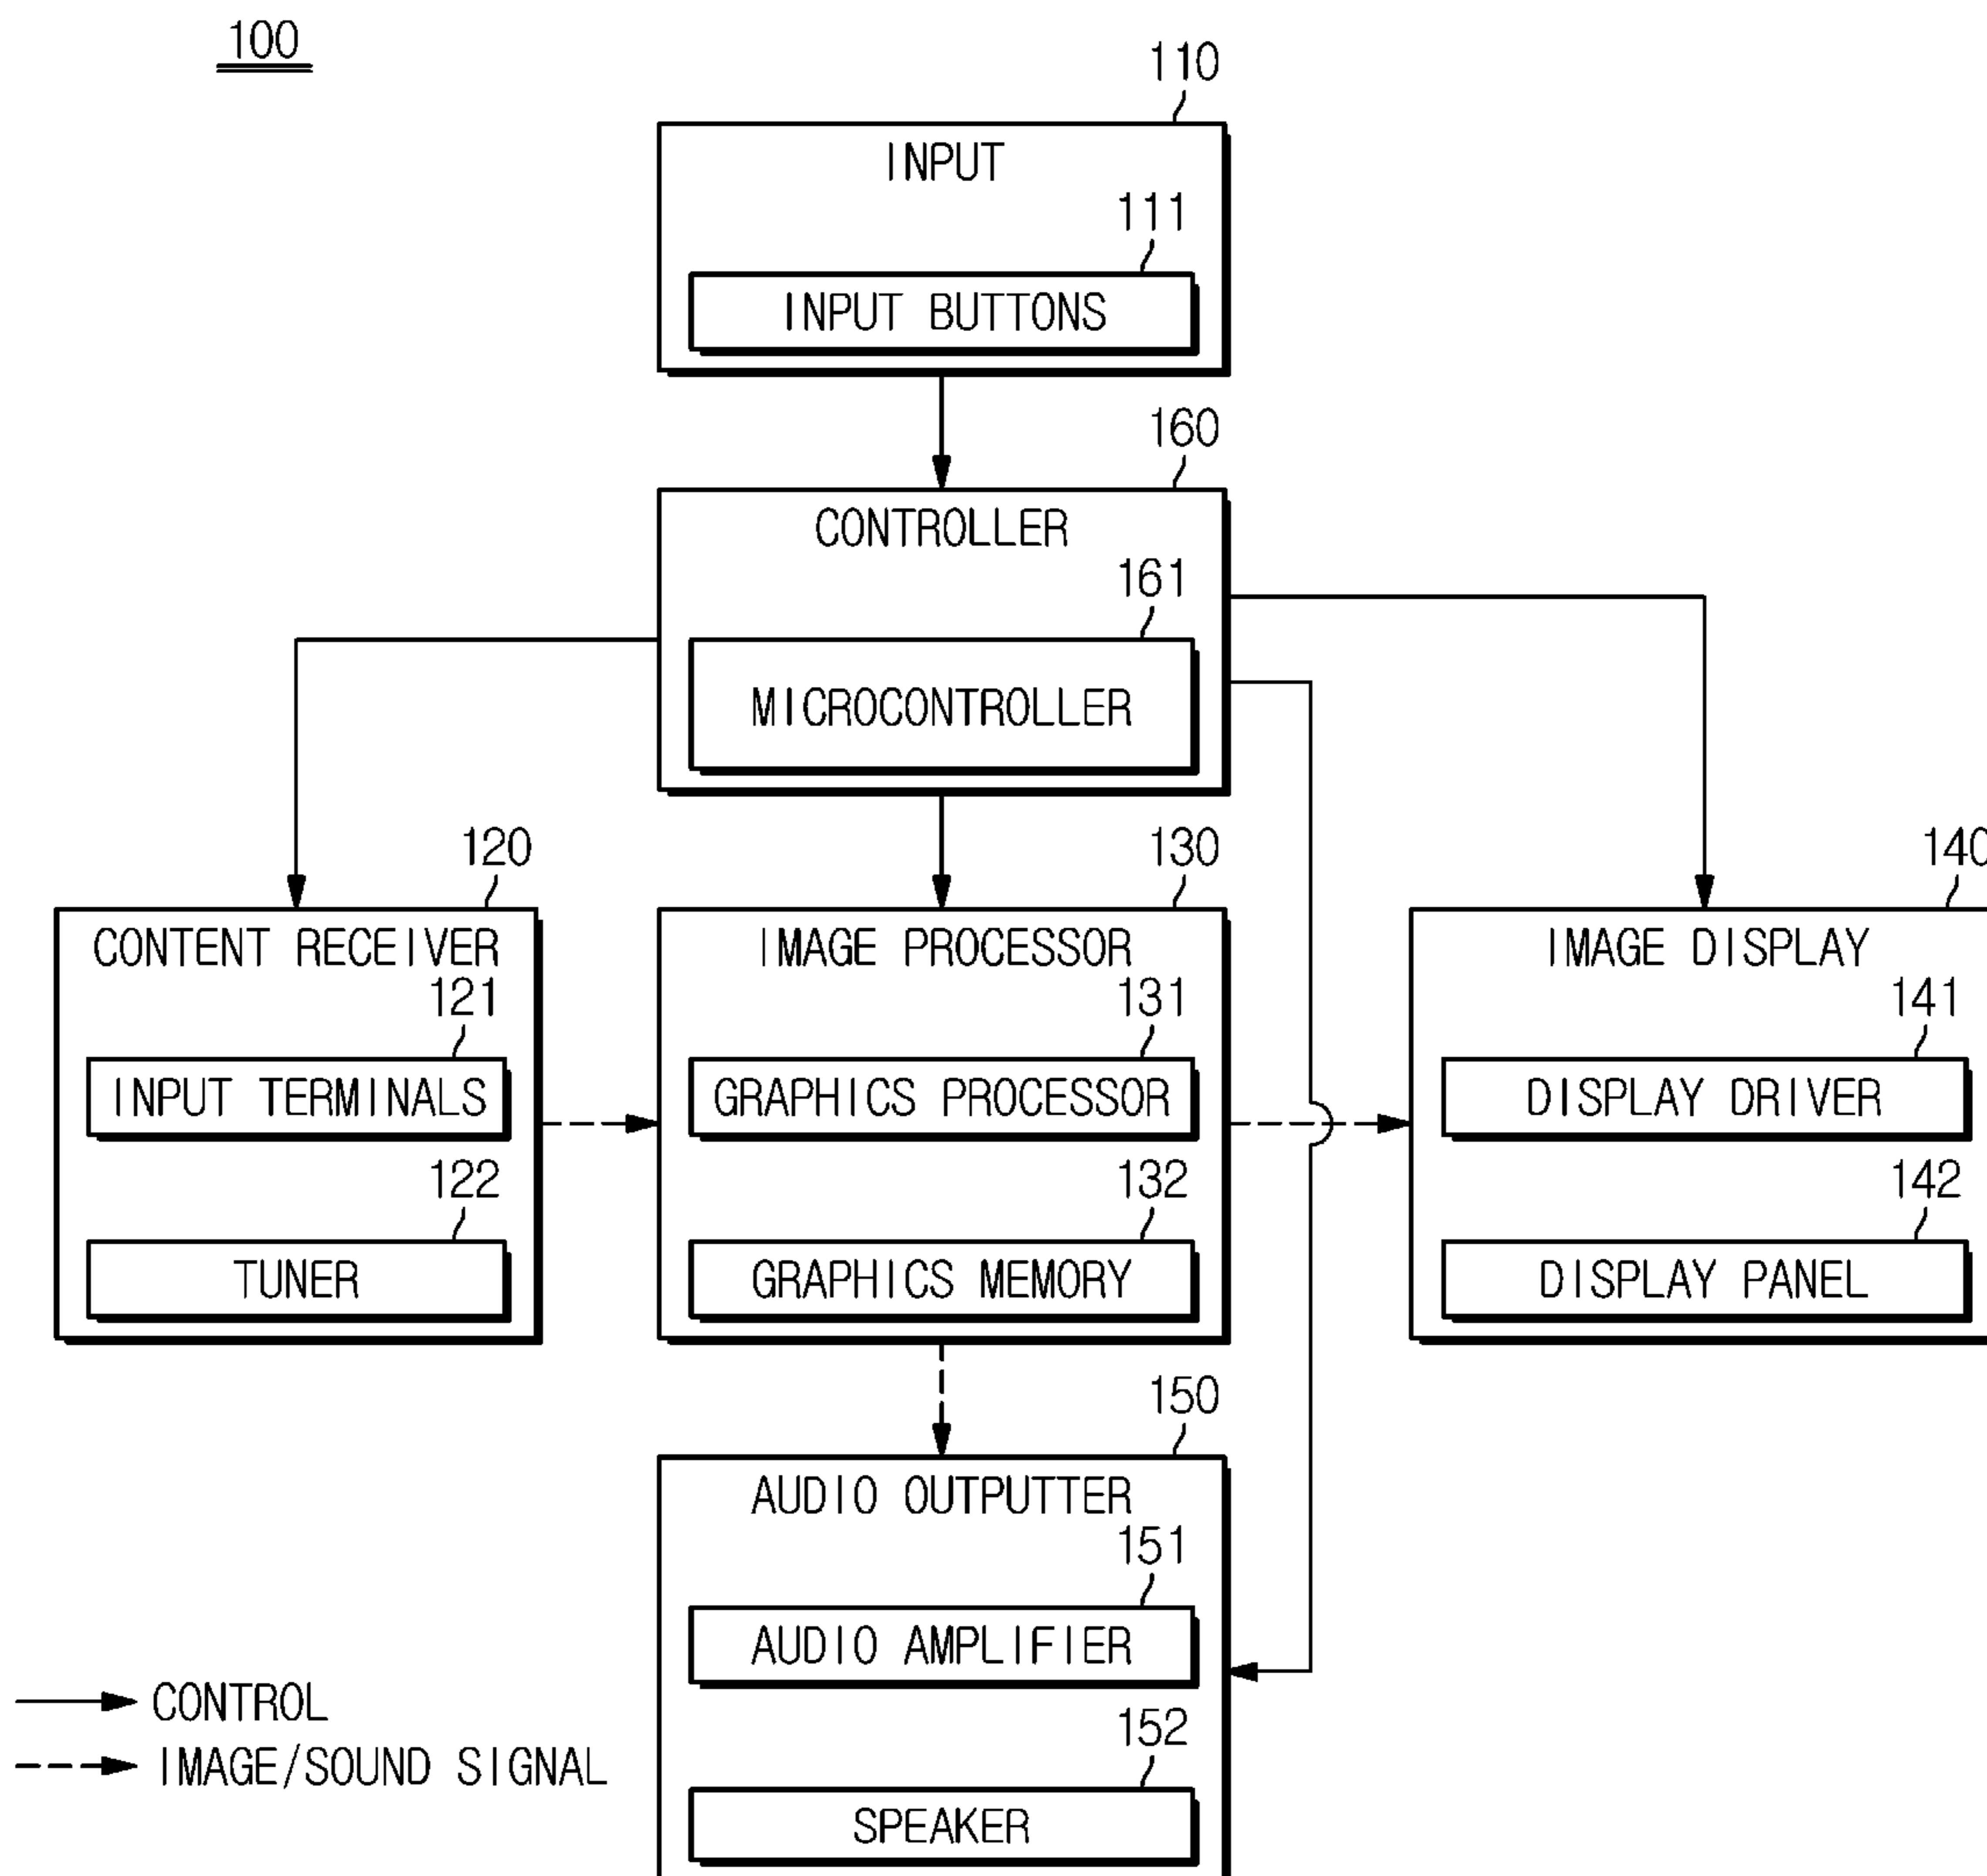 100
110
INPUT
111
INPUT BUTTONS
160
CONTROLLER
161
MICROCONTROLLER
120
CONTENT RECEIVER
121
INPUT TERMINALS
122
TUNER
130
IMAGE PROCESSOR
131
GRAPHICS PROCESSOR
132
GRAPHICS MEMORY
140
IMAGE DISPLAY
141
DISPLAY DRIVER
142
DISPLAY PANEL
150
AUDIO OUTPUTTER
151
AUDIO AMPLIFIER
152
SPEAKER
CONTROL
IMAGE/SOUND SIGNAL